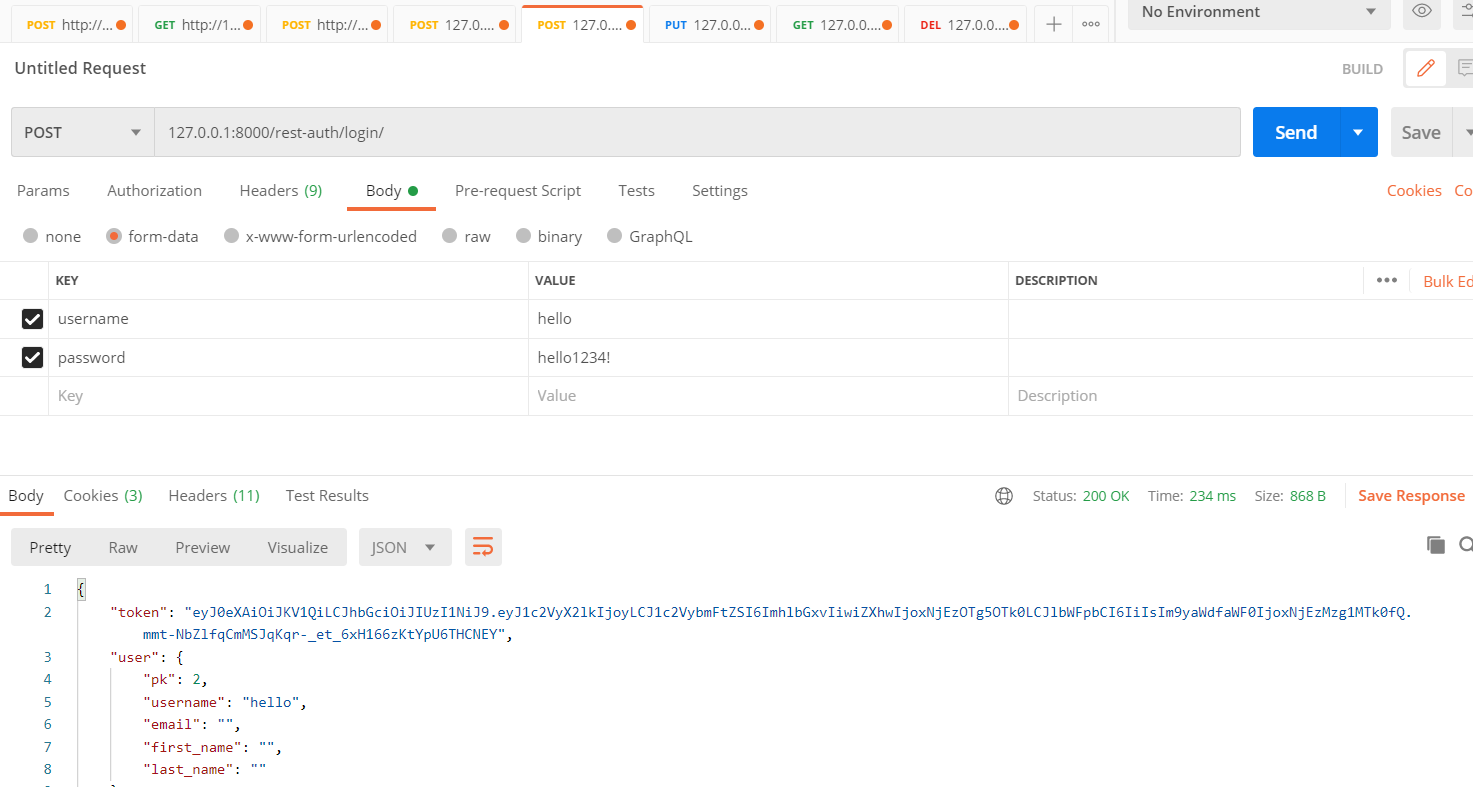 POST http://... GET http://1... POST http://... POST 127.0.... POST 127.0.... PUT 127.0.0... GET 127.0.0.... DEL 127.0.0.... No Environment
Untitled Request BUILD
POST 127.0.0.1:8000/rest-auth/login/ Send Save
Params Authorization Headers (9) Body Pre-request Script Tests Settings Cookies Co
none form-data x-www-form-urlencoded raw binary GraphQL
KEY VALUE DESCRIPTION Bulk Ed
username hello
password hello1234!
Key Value Description
Body Cookies (3) Headers (11) Test Results Status: 200 OK Time: 234 ms Size: 868 B Save Response
Pretty Raw Preview Visualize JSON
1 {
2 "token": "eyJ0eXAiOiJKV1QiLCJhbGciOiJIUzI1NiJ9.eyJ1c2VyX2lkIjoyLCJ1c2VybmFtZSI6ImhlbGxvIiwiZXhwIjoxNjEzOTg5OTk0LCJlbWFpbCI6IiIsIm9yaWdfaWF0IjoxNjEzMzg1MTk0fQ.
mmt-NbZlfqCmMSJqKqr-_et_6xH166zKtYpU6THCNEY",
3 "user": {
4 "pk": 2,
5 "username": "hello",
6 "email": "",
7 "first_name": "",
8 "last_name": ""